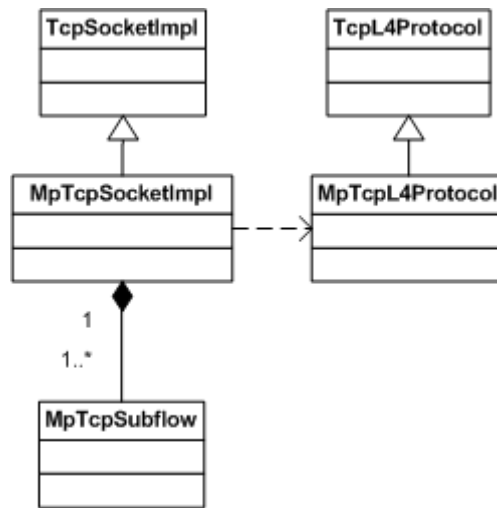 TcpSocketImpl
TcpL4Protocol
MpTcpSocketImpl
MpTcpL4Protocol
1
1..*
MpTcpSubflow